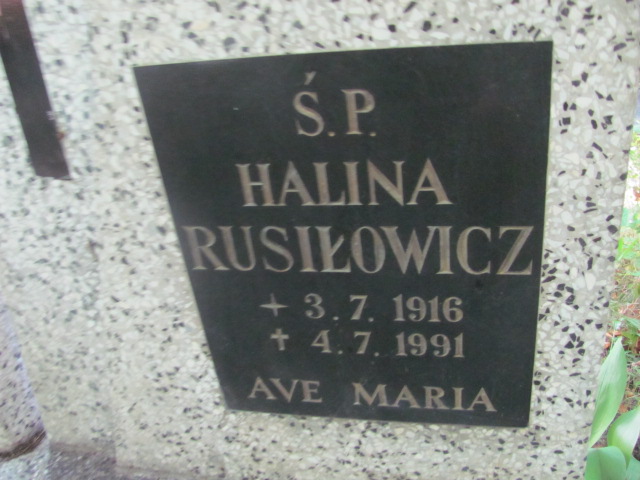 Ś.P.
HALINA
RUSIŁOWICZ
+ 3.7.1916
† 4.7.1991
AVE MARIA